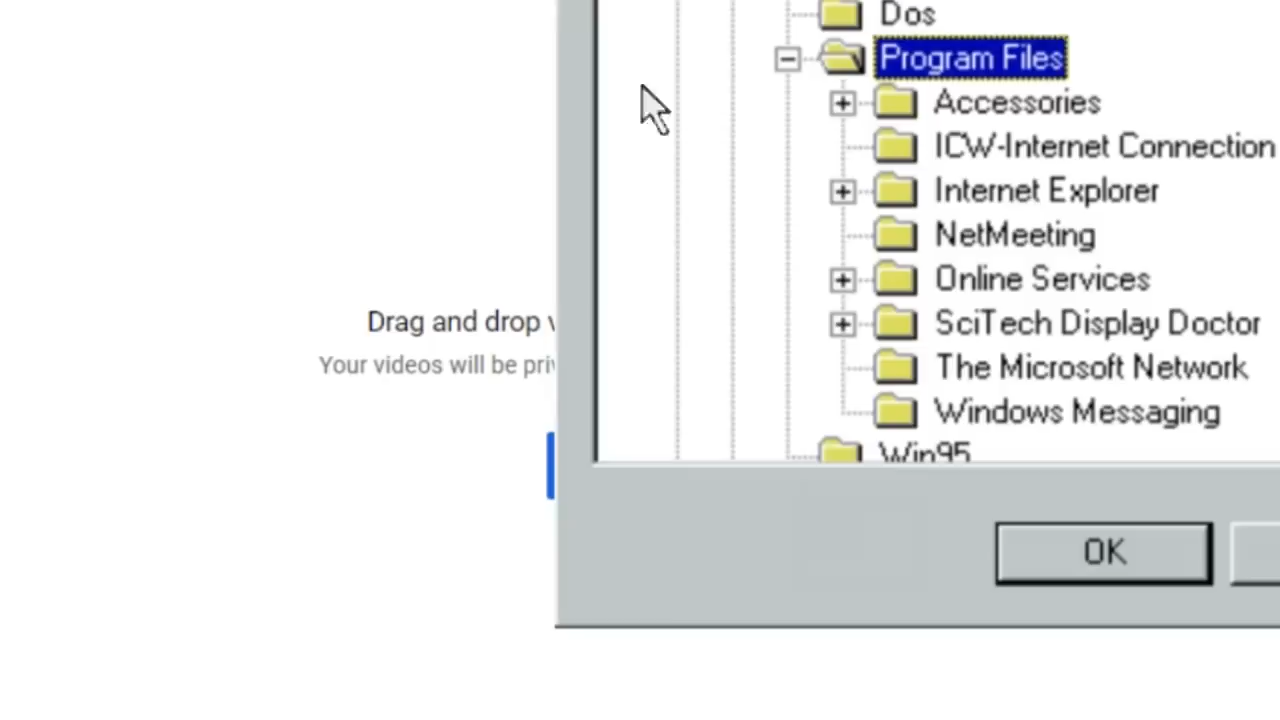 Dos
Program Files
Accessories
ICW-Internet Connection
Internet Explorer
NetMeeting
Online Services
SciTech Display Doctor
The Microsoft Network
Windows Messaging
Win95
Drag and drop
Your videos will be
OK